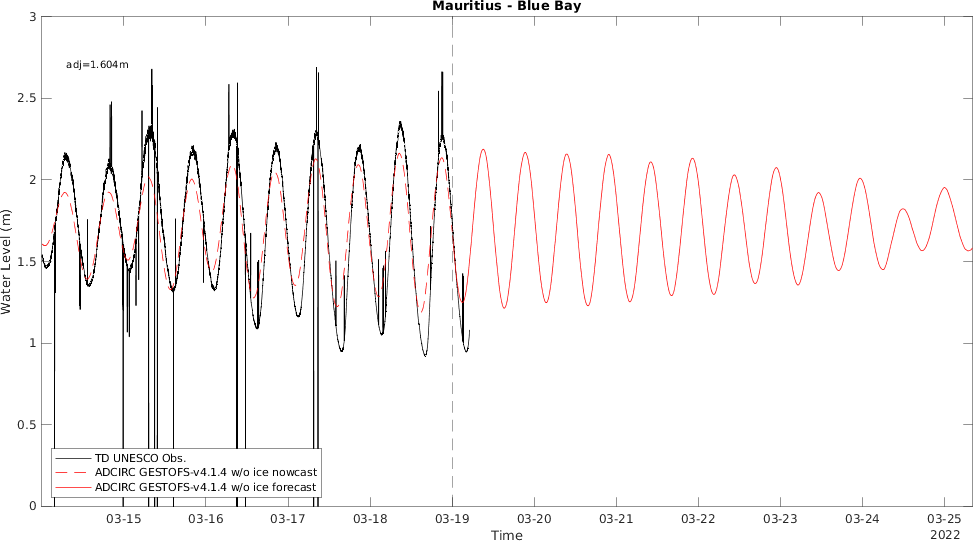 Mauritius - Blue Bay
adj=1.604m
3
2.5
2
1.5
1
0.5
0
Water Level (m)
TD UNESCO Obs.
ADCIRC GESTOFS-v4.1.4 w/o ice nowcast
ADCIRC GESTOFS-v4.1.4 w/o ice forecast
03-15 03-16 03-17 03-18 03-19 03-20 03-21 03-22 03-23 03-24 03-25
Time 2022